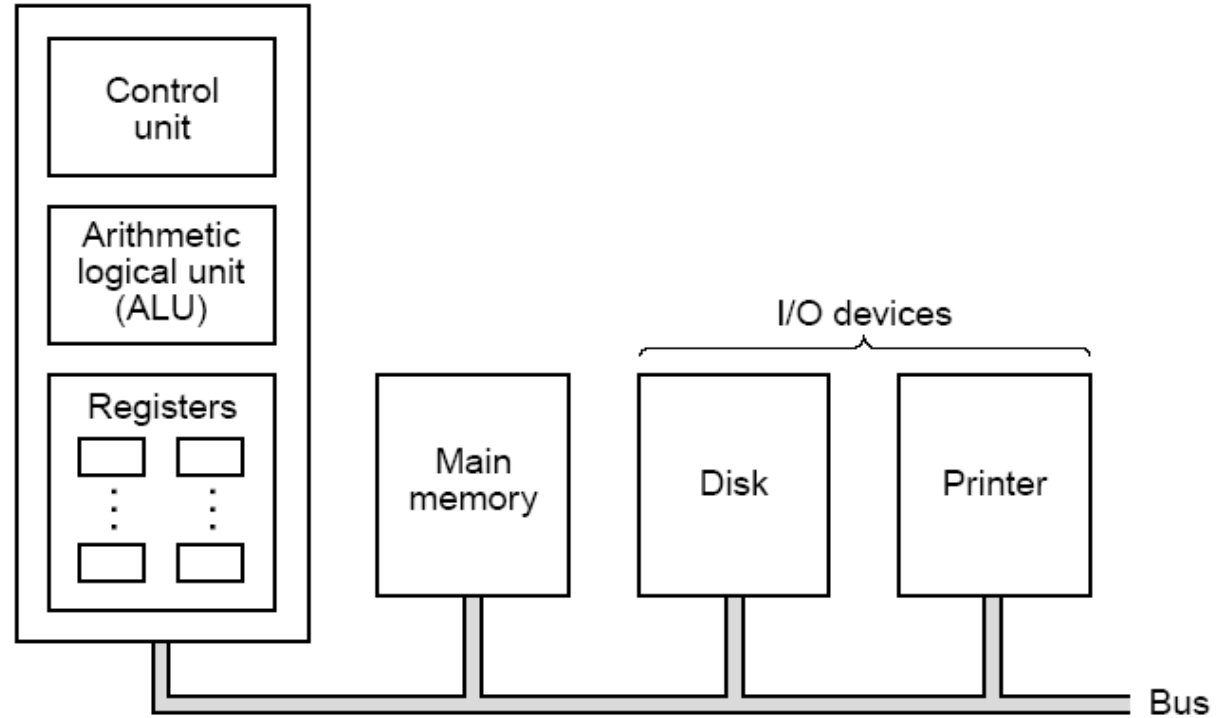 Control
unit
Arithmetic
logical unit
(ALU)
Registers
I/O devices
Main
memory
Disk
Printer
Bus